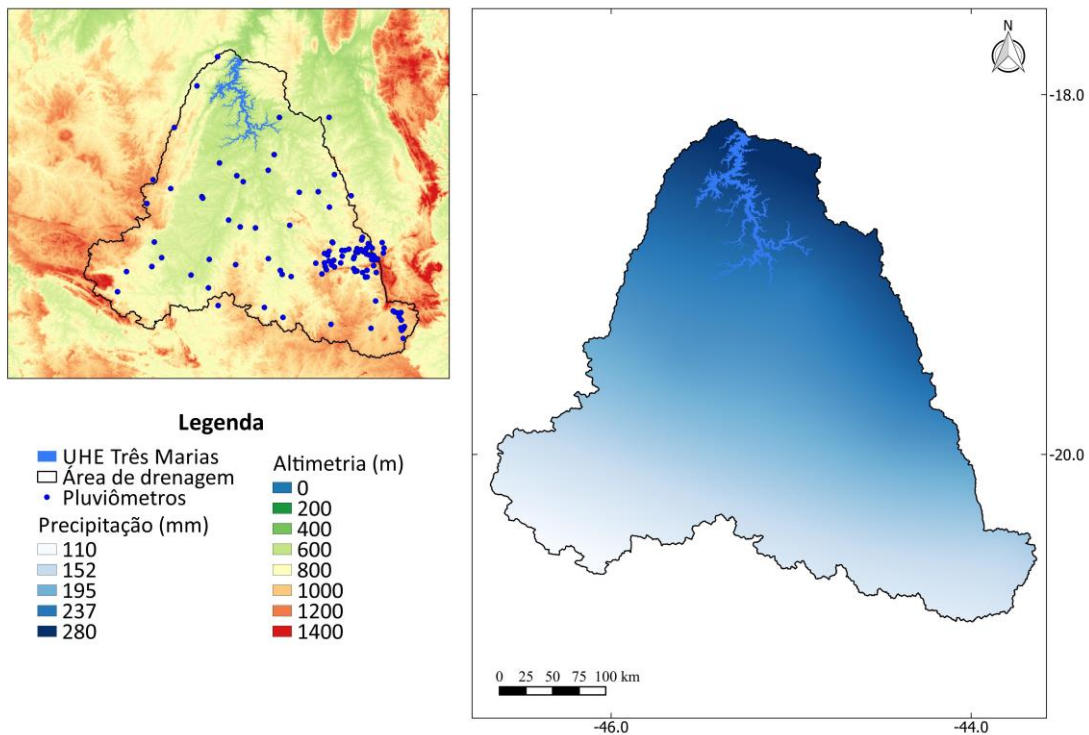 N
-18.0
-20.0
Legenda
UHE Três Marias
Área de drenagem
Pluviômetros
Precipitação (mm)
110
152
195
237
280
Altimetria (m)
0
200
400
600
800
1000
1200
1400
0 25 50 75 100 km
-46.0 -44.0